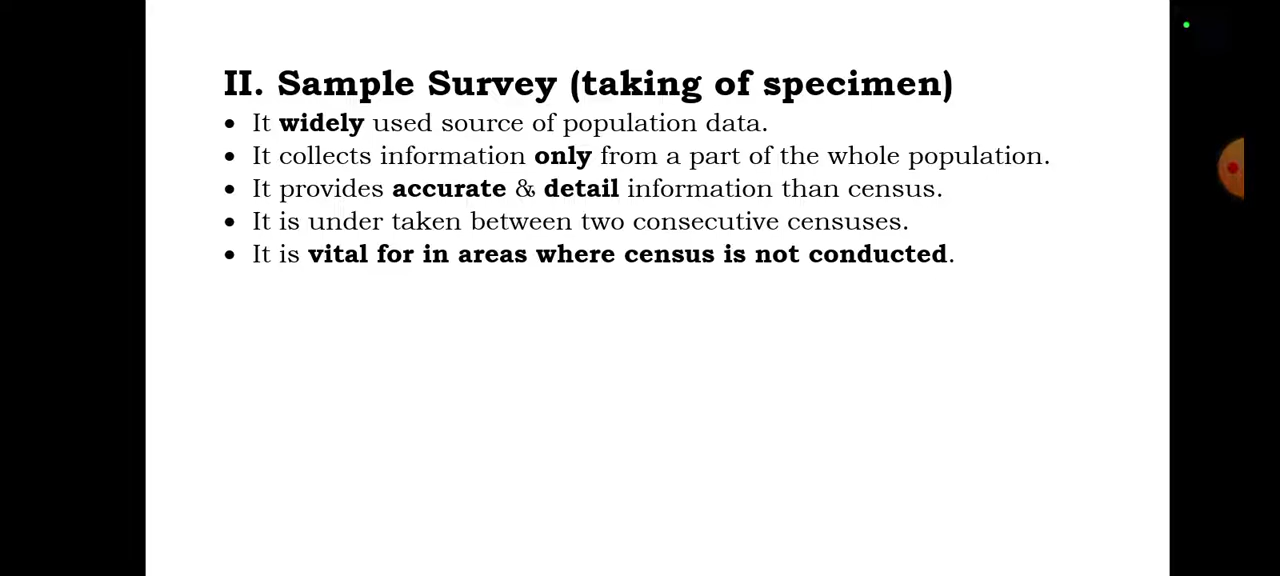 II. Sample Survey (taking of specimen)
• It widely used source of population data.
• It collects information only from a part of the whole population.
• It provides accurate & detail information than census.
• It is under taken between two consecutive censuses.
• It is vital for in areas where census is not conducted.